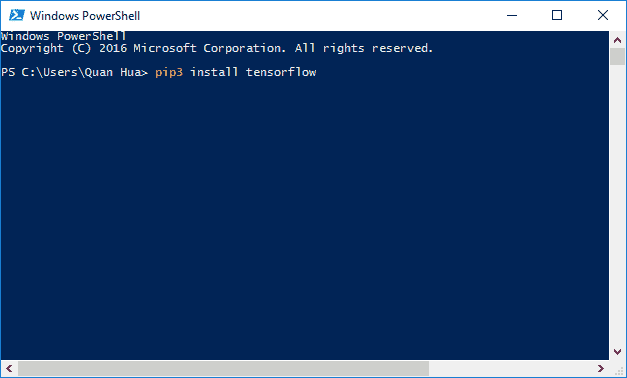 Windows PowerShell
Windows PowerShell
Copyright (C) 2016 Microsoft Corporation. All rights reserved.
PS C:\Users\Quan Hua> pip3 install tensorflow